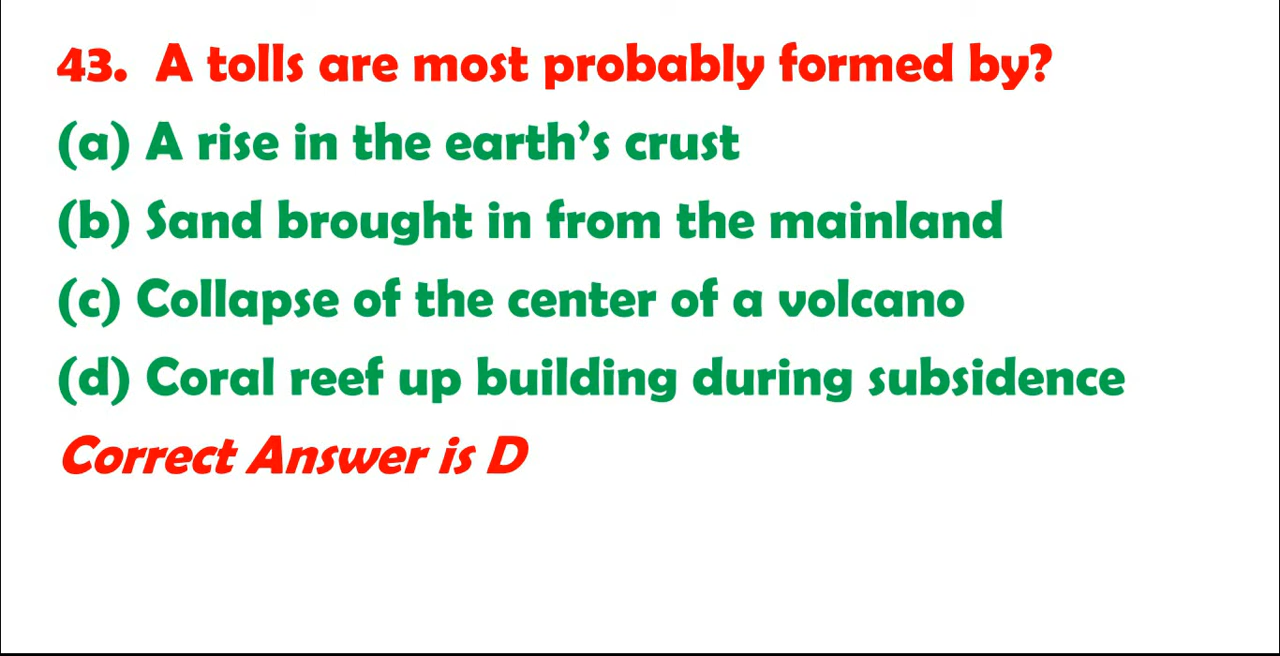 43. A tolls are most probably formed by?
(a) A rise in the earth’s crust
(b) Sand brought in from the mainland
(c) Collapse of the center of a volcano
(d) Coral reef up building during subsidence
Correct Answer is D